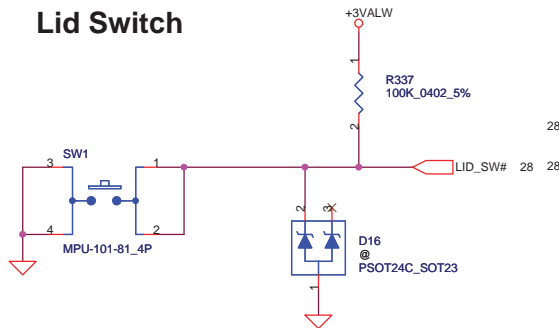 Lid Switch
+3VALW
1
R337
100K_0402_5%
2
28
SW1
3
1
LID_SW# 28 28
4
2
MPU-101-81_4P
2
3
D16
@
PSOT24C_SOT23
1